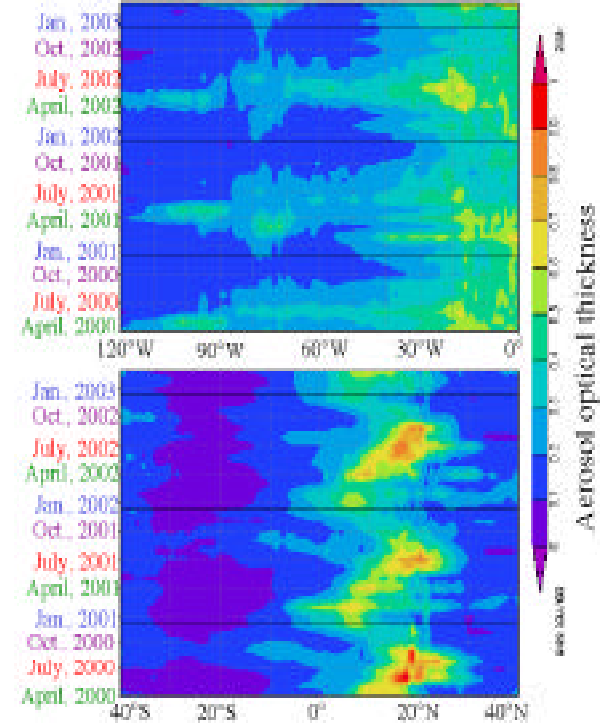 Jan., 2003
Oct., 2002
July, 2002
April, 2002
Jan., 2002
Oct., 2001
July, 2001
April, 2001
Jan., 2001
Oct., 2000
July, 2000
April, 2000
120°W 90°W 60°W 30°W 0°
Jan., 2003
Oct., 2002
July, 2002
April, 2002
Jan., 2002
Oct., 2001
July, 2001
April, 2001
Jan., 2001
Oct., 2000
July, 2000
April, 2000
40°S 20°S 0° 20°N 40°N
Aerosol optical thickness